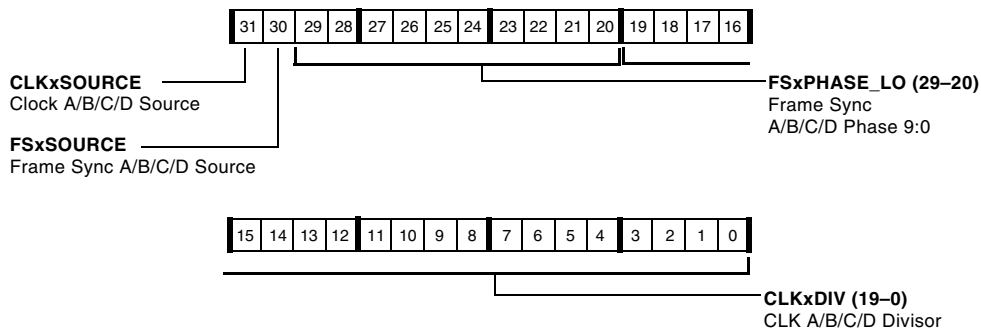 31 30 29 28 27 26 25 24 23 22 21 20 19 18 17 16
CLKxSOURCE
Clock A/B/C/D Source
FSxSOURCE
Frame Sync A/B/C/D Source
FSxPHASE_LO (29–20)
Frame Sync
A/B/C/D Phase 9:0
15 14 13 12 11 10 9 8 7 6 5 4 3 2 1 0
CLKxDIV (19–0)
CLK A/B/C/D Divisor